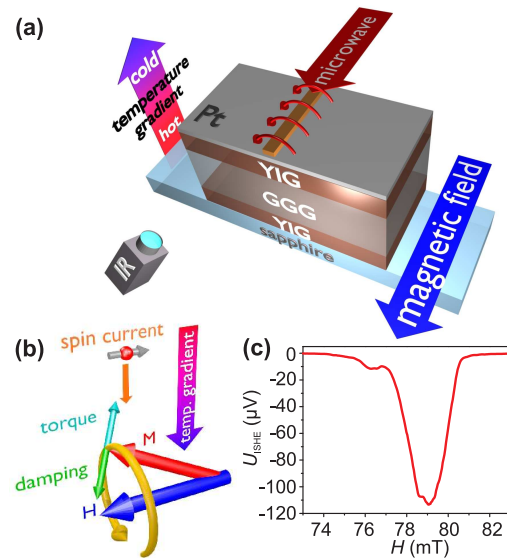 (a)
microwave
cold
temperature
gradient
hot
Pt
YIG
GGG
YIG
sapphire
magnetic field
IR
(b)
spin current
temp. gradient
torque
M
damping
H
(c)
0
-20
-40
-60
-80
-100
-120
U_ISHE (µV)
74 76 78 80 82
H (mT)